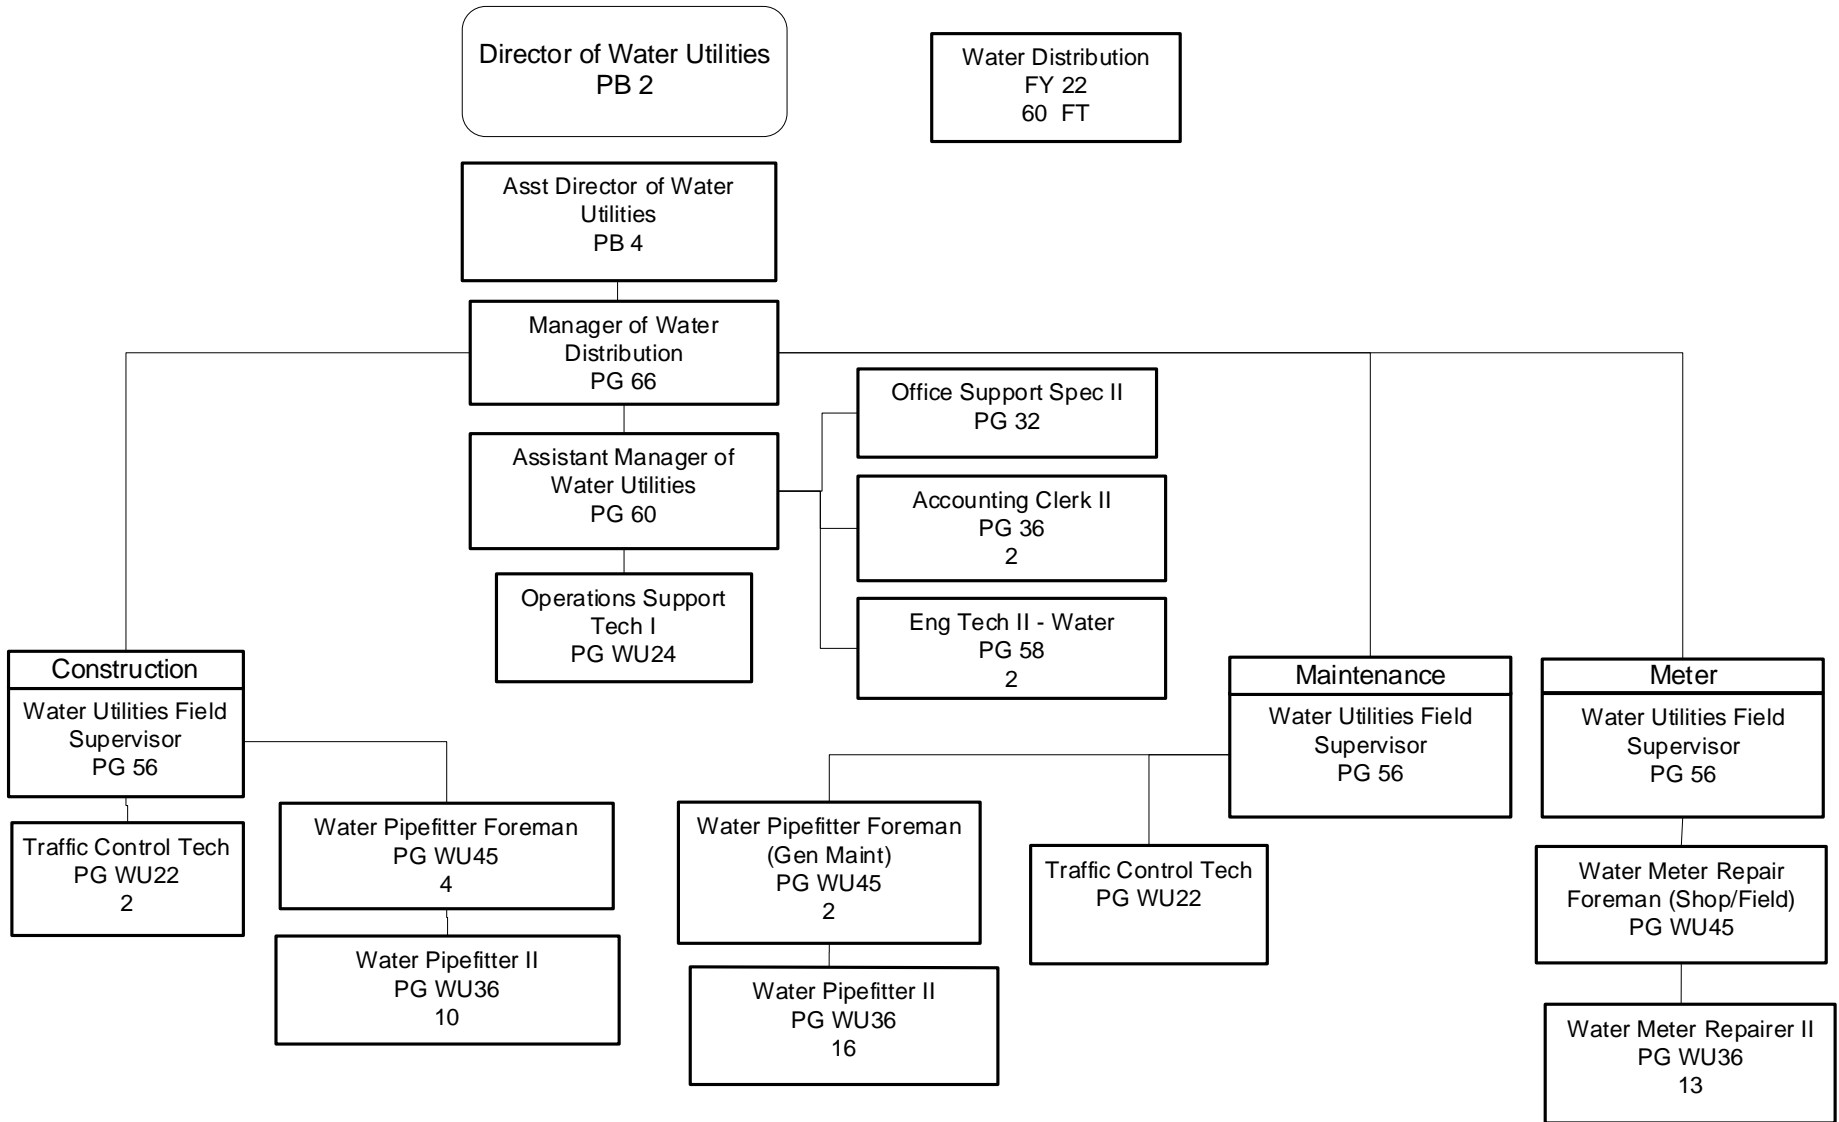 Director of Water Utilities
PB 2
Water Distribution
FY 22
60 FT
Asst Director of Water
Utilities
PB 4
Manager of Water
Distribution
PG 66
Office Support Spec II
PG 32
Assistant Manager of
Water Utilities
PG 60
Accounting Clerk II
PG 36
2
Operations Support
Tech I
PG WU24
Eng Tech II - Water
PG 58
2
Construction
Water Utilities Field
Supervisor
PG 56
Maintenance
Water Utilities Field
Supervisor
PG 56
Meter
Water Utilities Field
Supervisor
PG 56
Traffic Control Tech
PG WU22
2
Water Pipefitter Foreman
PG WU45
4
Water Pipefitter Foreman
(Gen Maint)
PG WU45
2
Traffic Control Tech
PG WU22
Water Meter Repair
Foreman (Shop/Field)
PG WU45
Water Pipefitter II
PG WU36
10
Water Pipefitter II
PG WU36
16
Water Meter Repairer II
PG WU36
13